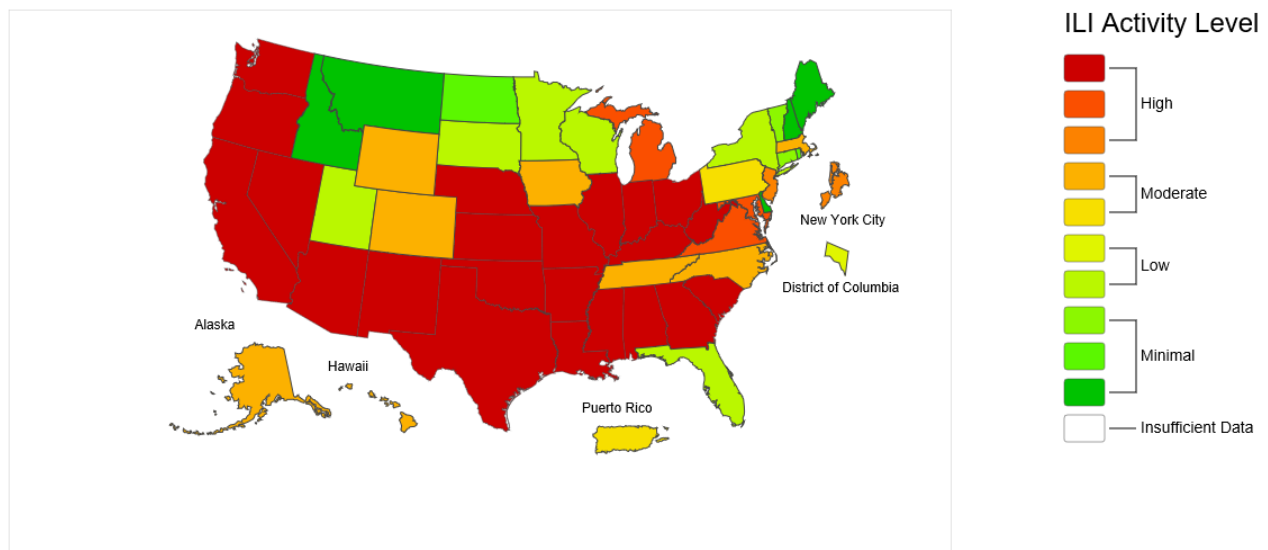 ILI Activity Level
High
Moderate
New York City
Low
District of Columbia
Alaska
Minimal
Hawaii
Puerto Rico
Insufficient Data